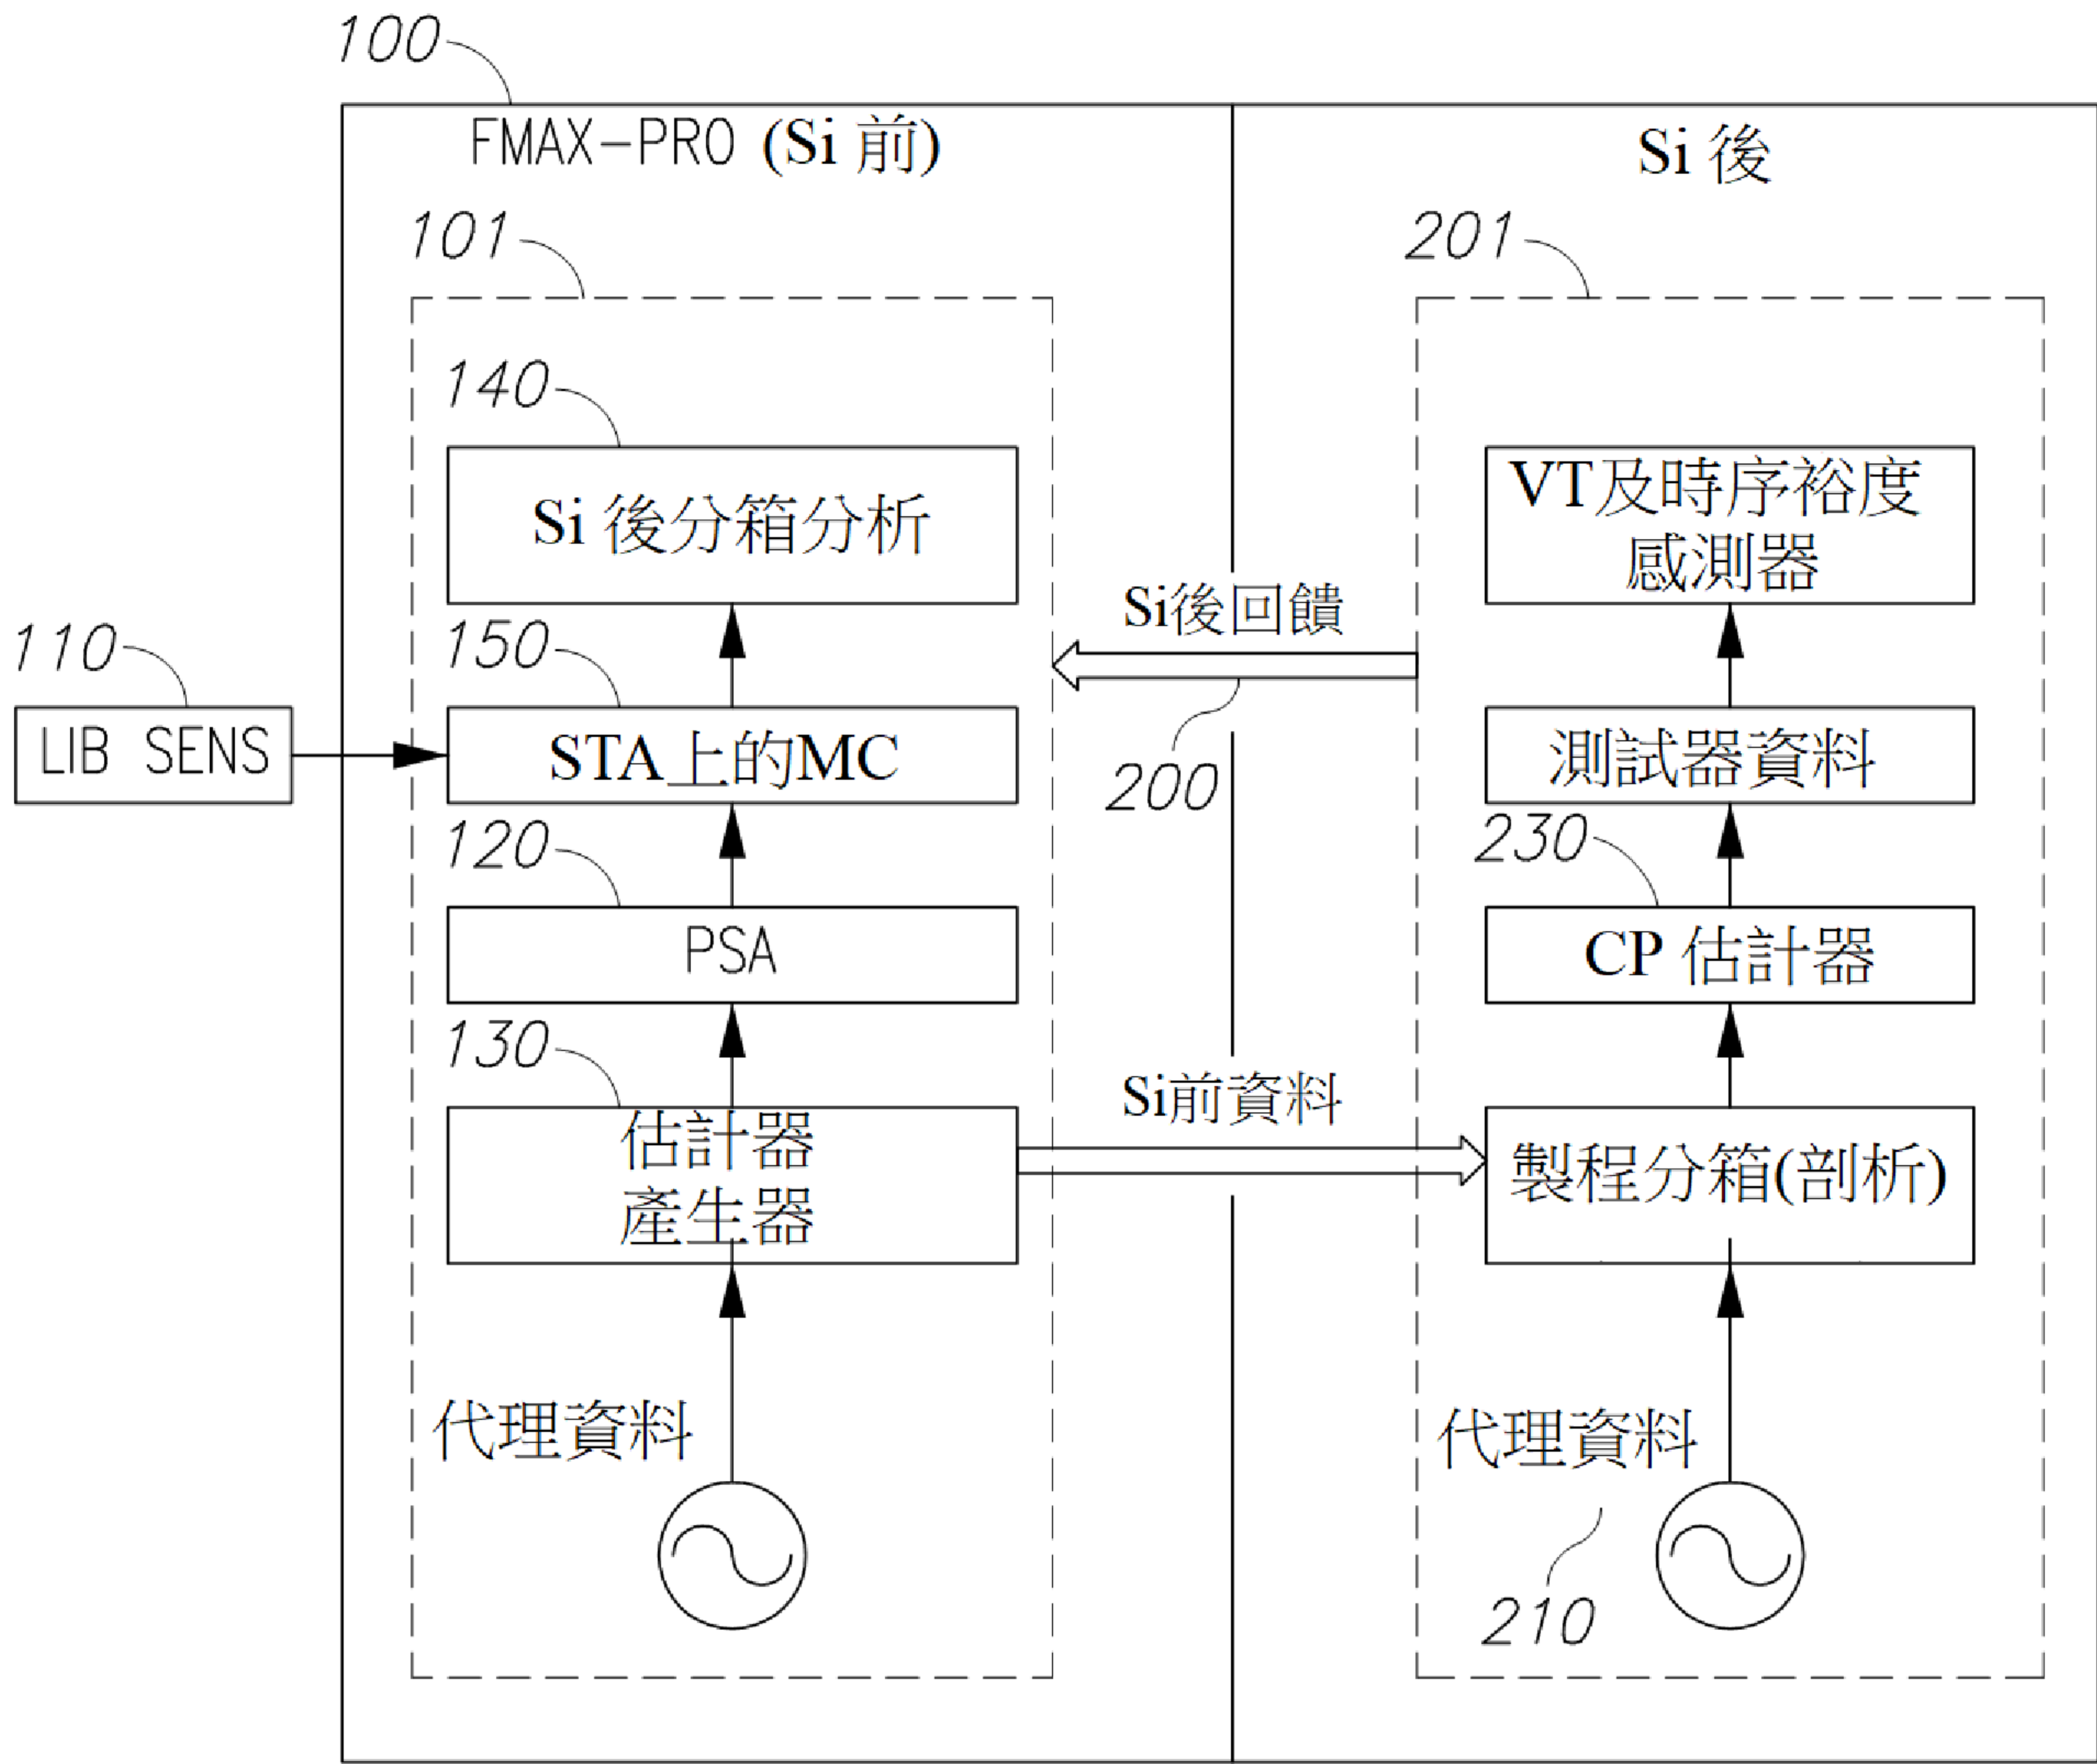 100
FMAX-PRO (Si 前)
Si 後
101
201
140
Si 後分箱分析
VT及時序裕度
感測器
Si後回饋
110
150
LIB SENS
STA上的MC
200
測試器資料
120
230
PSA
CP 估計器
130
Si前資料
估計器
產生器
製程分箱(剖析)
代理資料
代理資料
210